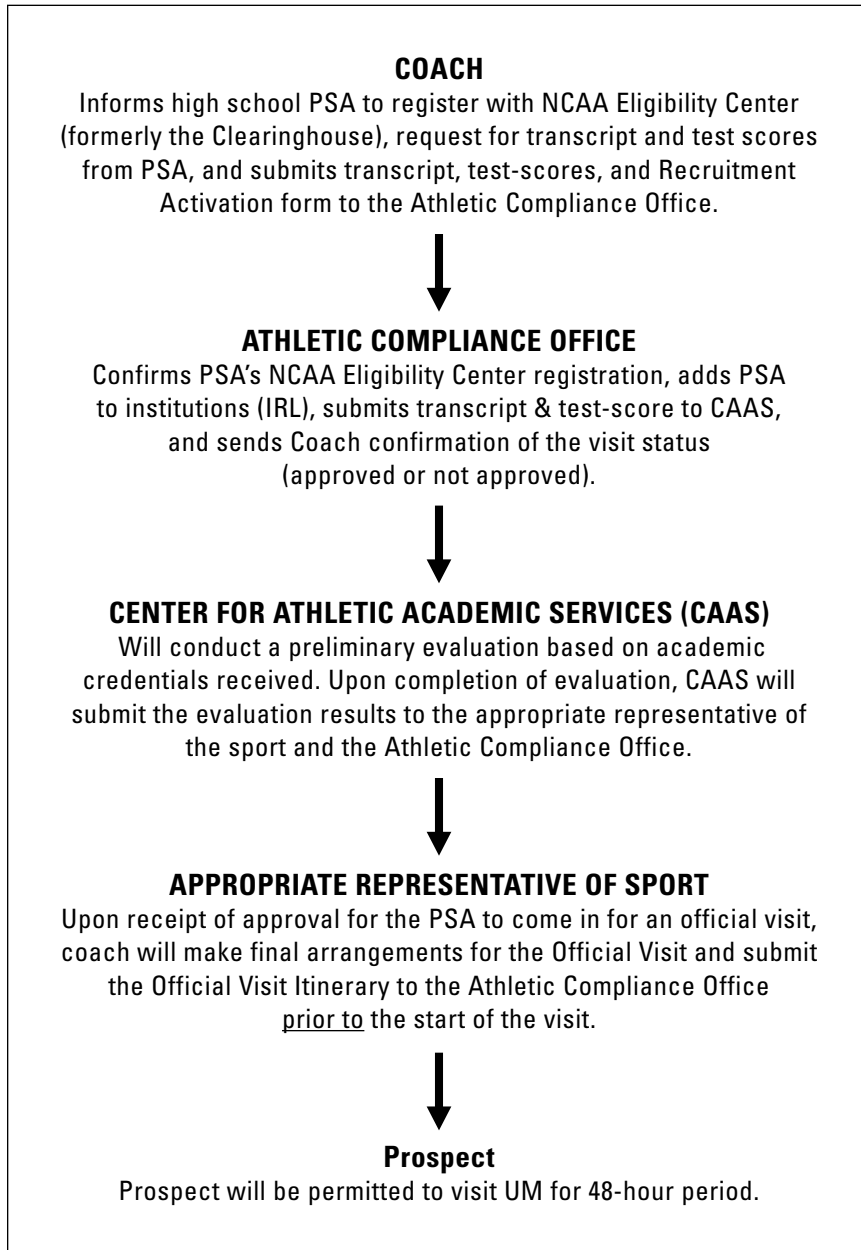 COACH
Informs high school PSA to register with NCAA Eligibility Center
(formerly the Clearinghouse), request for transcript and test scores
from PSA, and submits transcript, test-scores, and Recruitment
Activation form to the Athletic Compliance Office.
ATHLETIC COMPLIANCE OFFICE
Confirms PSA’s NCAA Eligibility Center registration, adds PSA
to institutions (IRL), submits transcript & test-score to CAAS,
and sends Coach confirmation of the visit status
(approved or not approved).
CENTER FOR ATHLETIC ACADEMIC SERVICES (CAAS)
Will conduct a preliminary evaluation based on academic
credentials received. Upon completion of evaluation, CAAS will
submit the evaluation results to the appropriate representative of
the sport and the Athletic Compliance Office.
APPROPRIATE REPRESENTATIVE OF SPORT
Upon receipt of approval for the PSA to come in for an official visit,
coach will make final arrangements for the Official Visit and submit
the Official Visit Itinerary to the Athletic Compliance Office
prior to the start of the visit.
Prospect
Prospect will be permitted to visit UM for 48-hour period.